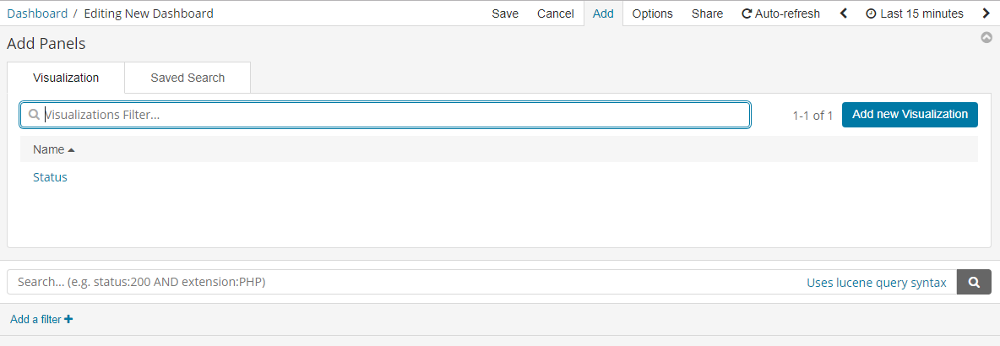 Dashboard / Editing New Dashboard Save Cancel Add Options Share Auto-refresh Last 15 minutes
Add Panels
Visualization Saved Search
Visualizations Filter... 1-1 of 1 Add new Visualization
Name
Status
Search... (e.g. status:200 AND extension:PHP) Uses lucene query syntax
Add a filter